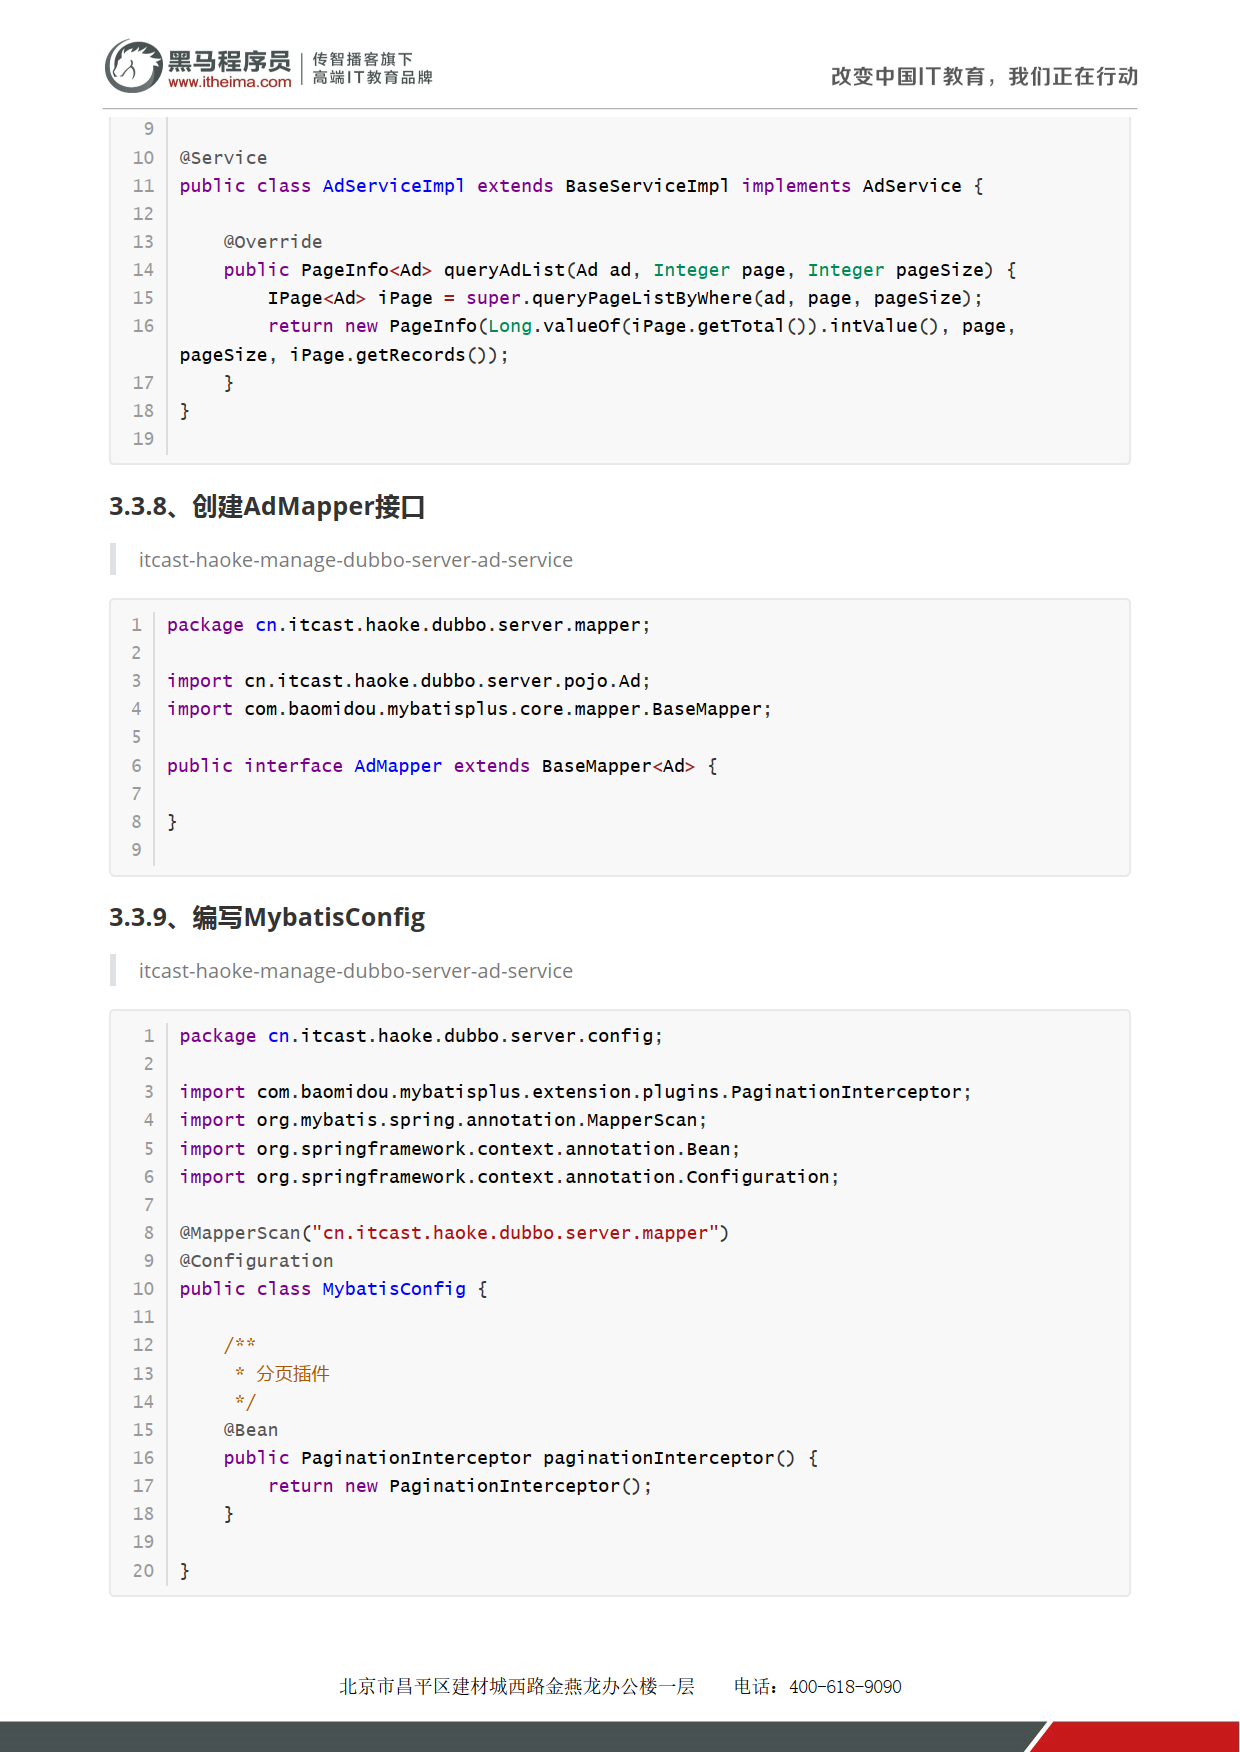 黑马程序员
www.itheima.com
传智播客旗下
高端IT教育品牌
改变中国IT教育，我们正在行动
9
10 @Service
11 public class AdServiceImpl extends BaseServiceImpl implements AdService {
12
13     @Override
14     public PageInfo<Ad> queryAdList(Ad ad, Integer page, Integer pageSize) {
15         IPage<Ad> iPage = super.queryPageListByWhere(ad, page, pageSize);
16         return new PageInfo(Long.valueOf(iPage.getTotal()).intValue(), page,
pageSize, iPage.getRecords());
17     }
18 }
19
3.3.8、创建AdMapper接口
itcast-haoke-manage-dubbo-server-ad-service
1 package cn.itcast.haoke.dubbo.server.mapper;
2
3 import cn.itcast.haoke.dubbo.server.pojo.Ad;
4 import com.baomidou.mybatisplus.core.mapper.BaseMapper;
5
6 public interface AdMapper extends BaseMapper<Ad> {
7
8 }
9
3.3.9、编写MybatisConfig
itcast-haoke-manage-dubbo-server-ad-service
1 package cn.itcast.haoke.dubbo.server.config;
2
3 import com.baomidou.mybatisplus.extension.plugins.PaginationInterceptor;
4 import org.mybatis.spring.annotation.MapperScan;
5 import org.springframework.context.annotation.Bean;
6 import org.springframework.context.annotation.Configuration;
7
8 @MapperScan("cn.itcast.haoke.dubbo.server.mapper")
9 @Configuration
10 public class MybatisConfig {
11
12     /**
13      * 分页插件
14      */
15     @Bean
16     public PaginationInterceptor paginationInterceptor() {
17         return new PaginationInterceptor();
18     }
19
20 }
北京市昌平区建材城西路金燕龙办公楼一层 电话：400-618-9090